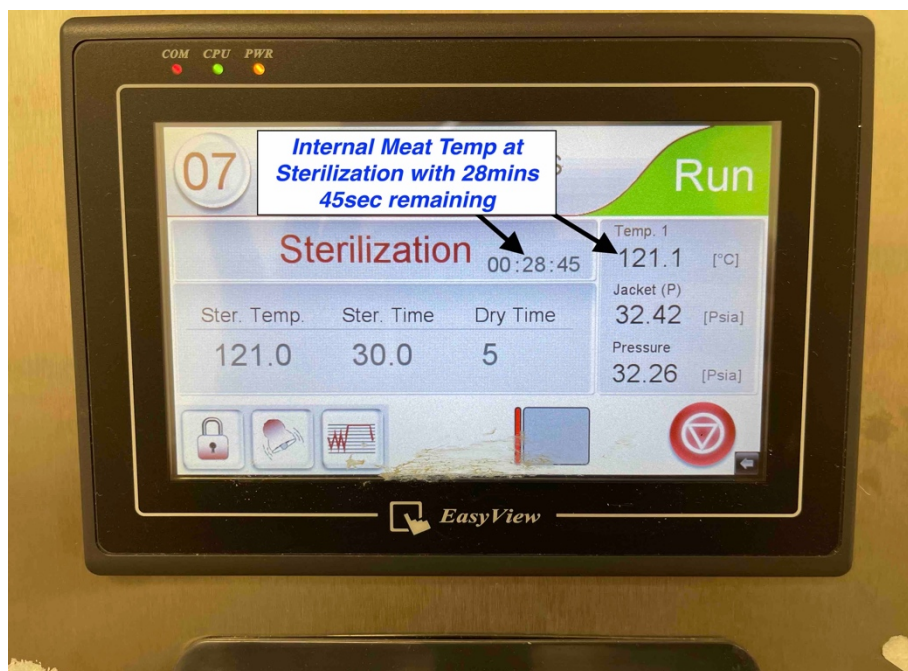 COM CPU PWR
07
Internal Meat Temp at
Sterilization with 28mins
45sec remaining
Run
Sterilization 00:28:45
Temp. 1
121.1 [°C]
Jacket (P)
32.42 [Psia]
Pressure
32.26 [Psia]
Ster. Temp. Ster. Time Dry Time
121.0 30.0 5
EasyView